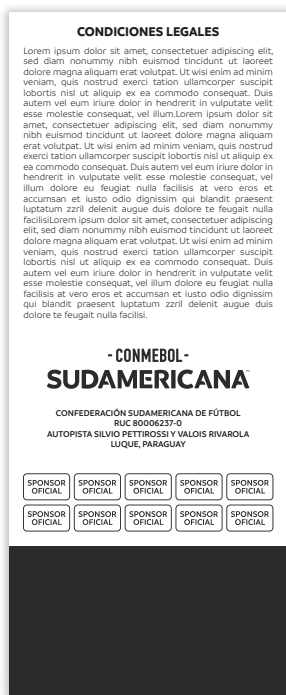 CONDICIONES LEGALES
Lorem ipsum dolor sit amet, consectetuer adipiscing elit,
sed diam nonummy nibh euismod tincidunt ut laoreet
dolore magna aliquam erat volutpat. Ut wisi enim ad minim
veniam, quis nostrud exerci tation ullamcorper suscipit
lobortis nisl ut aliquip ex ea commodo consequat. Duis
autem vel eum iriure dolor in hendrerit in vulputate velit
esse molestie consequat, vel illum.Lorem ipsum dolor sit
amet, consectetuer adipiscing elit, sed diam nonummy
nibh euismod tincidunt ut laoreet dolore magna aliquam
erat volutpat. Ut wisi enim ad minim veniam, quis nostrud
exerci tation ullamcorper suscipit lobortis nisl ut aliquip ex
ea commodo consequat. Duis autem vel eum iriure dolor in
hendrerit in vulputate velit esse molestie consequat, vel
illum dolore eu feugiat nulla facilisis at vero eros et
accumsan et iusto odio dignissim qui blandit praesent
luptatum zzril delenit augue duis dolore te feugait nulla
facilisiLorem ipsum dolor sit amet, consectetuer adipiscing
elit, sed diam nonummy nibh euismod tincidunt ut laoreet
dolore magna aliquam erat volutpat. Ut wisi enim ad minim
veniam, quis nostrud exerci tation ullamcorper suscipit
lobortis nisl ut aliquip ex ea commodo consequat. Duis
autem vel eum iriure dolor in hendrerit in vulputate velit
esse molestie consequat, vel illum dolore eu feugiat nulla
facilisis at vero eros et accumsan et iusto odio dignissim
qui blandit praesent luptatum zzril delenit augue duis
dolore te feugait nulla facilisi.
- CONMEBOL -
SUDAMERICANA™
CONFEDERACIÓN SUDAMERICANA DE FÚTBOL
RUC 80006237-0
AUTOPISTA SILVIO PETTIROSSI Y VALOIS RIVAROLA
LUQUE, PARAGUAY
SPONSOR SPONSOR SPONSOR SPONSOR SPONSOR
OFICIAL OFICIAL OFICIAL OFICIAL OFICIAL
SPONSOR SPONSOR SPONSOR SPONSOR SPONSOR
OFICIAL OFICIAL OFICIAL OFICIAL OFICIAL